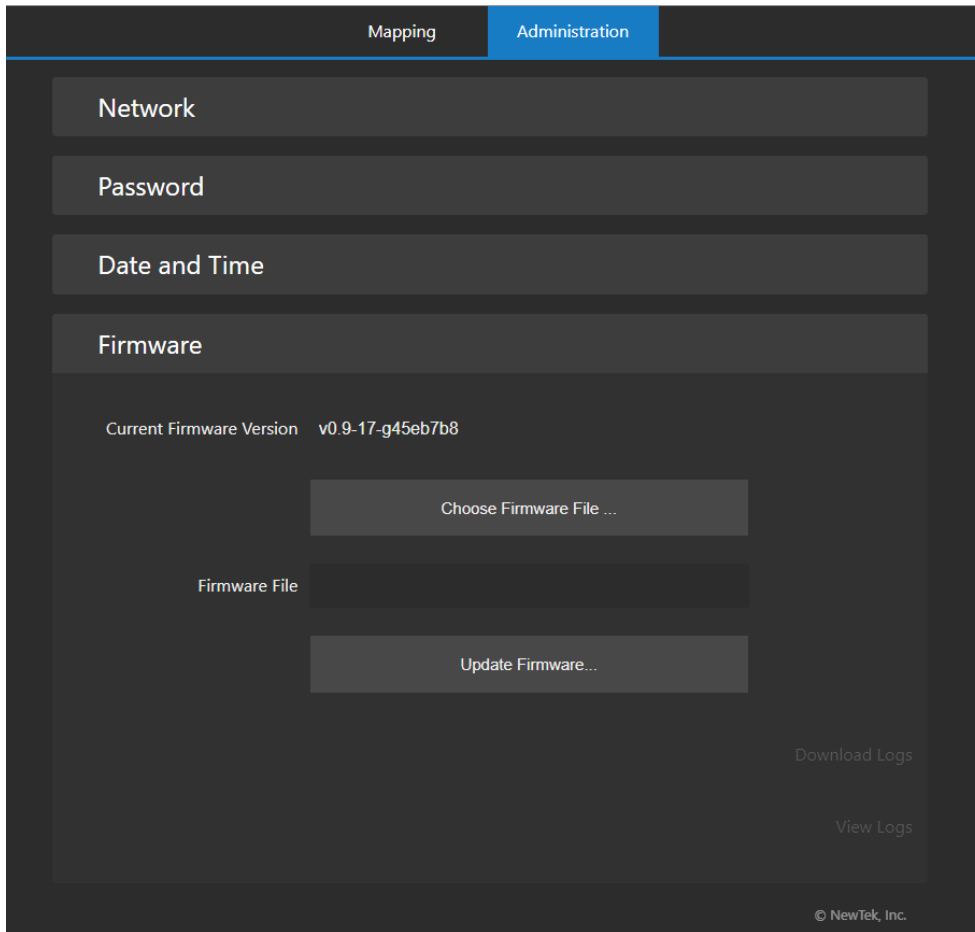 Mapping Administration
Network
Password
Date and Time
Firmware
Current Firmware Version v0.9-17-g45eb7b8
Choose Firmware File ...
Firmware File
Update Firmware...
Download Logs
View Logs
© NewTek, Inc.